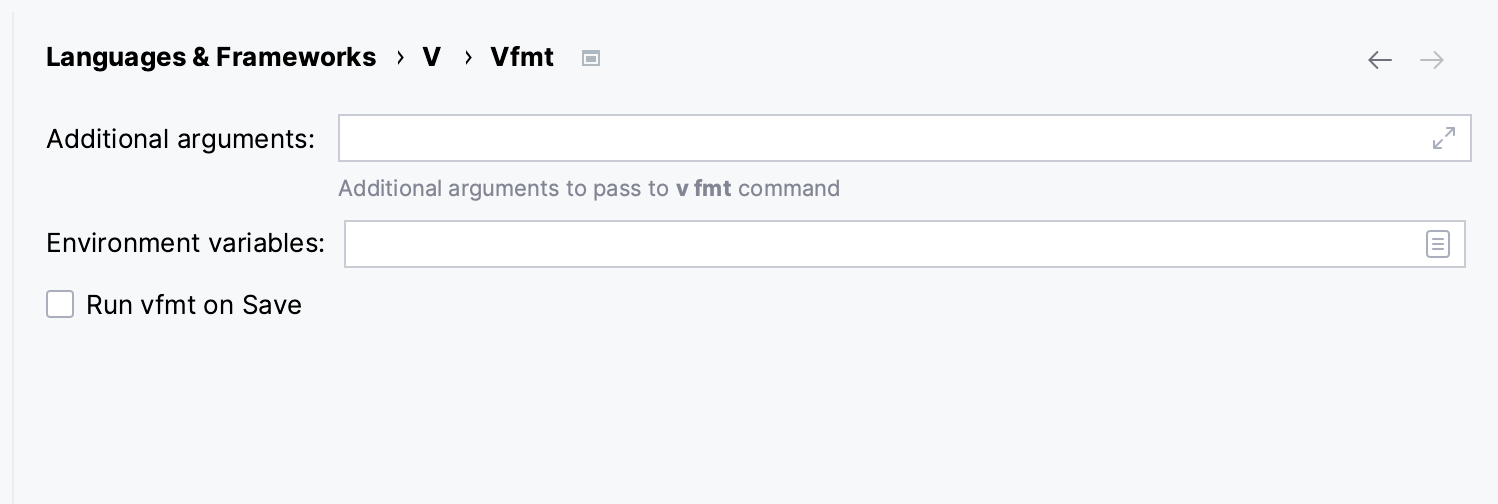 Languages & Frameworks › V › Vfmt
Additional arguments:
Additional arguments to pass to v fmt command
Environment variables:
Run vfmt on Save